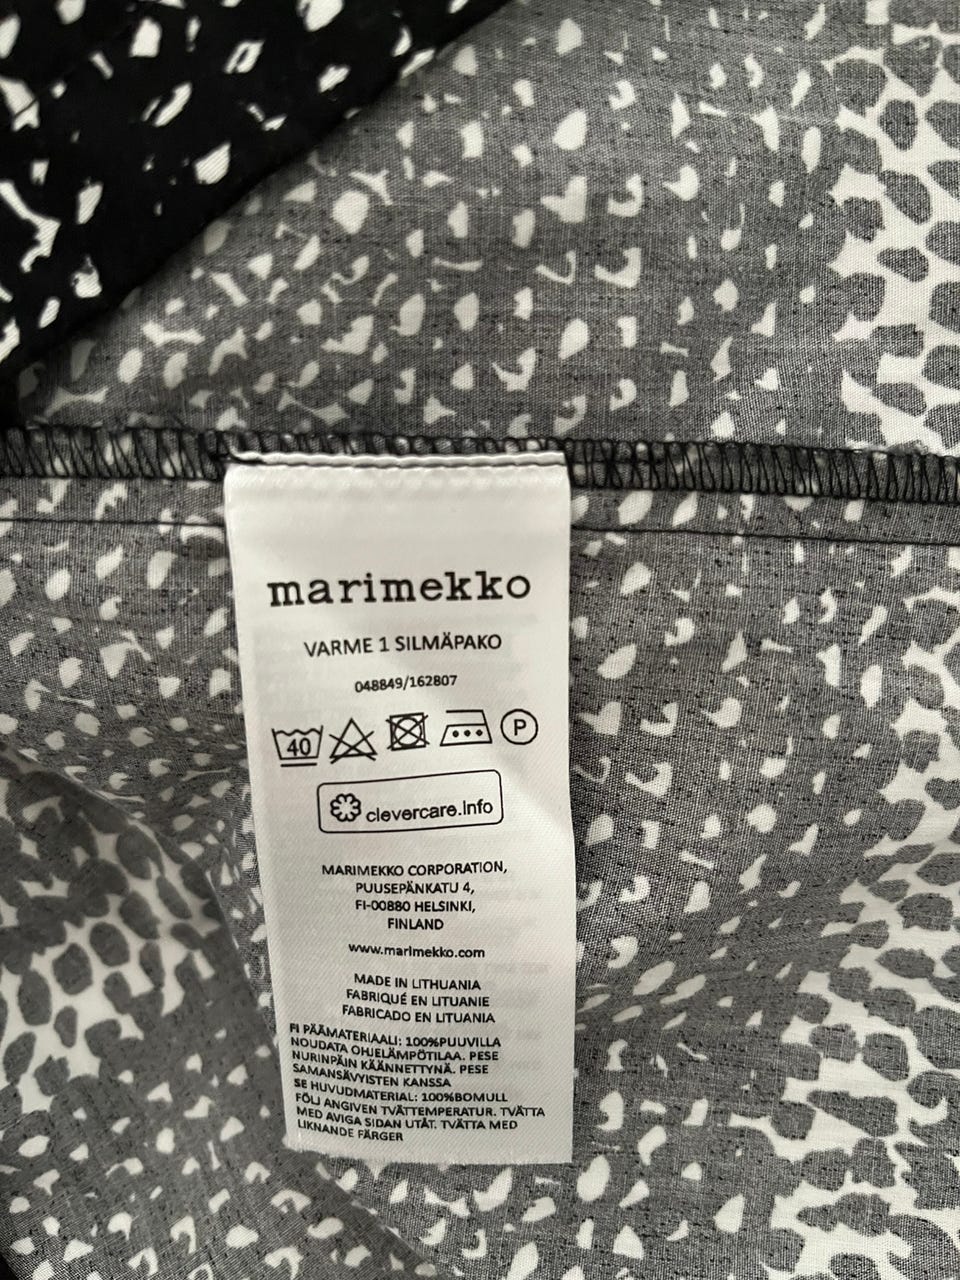 marimekko
VARME 1 SILMÄPAKO
048849/162807
40
P
clevercare.info
MARIMEKKO CORPORATION,
PUUSEPÄNKATU 4,
FI-00880 HELSINKI,
FINLAND
www.marimekko.com
MADE IN LITHUANIA
FABRIQUÉ EN LITUANIE
FABRICADO EN LITUANIA
FI PÄÄMATERIAALI: 100%PUUVILLA
NOUDATA OHJELÄMPÖTILAA. PESE
NURINPÄIN KÄÄNNETTYNÄ. PESE
SAMANSÄVYISTEN KANSSA
SE HUVUDMATERIAL: 100%BOMULL
FÖLJ ANGIVEN TVÄTTEMPERATUR. TVÄTTA
MED AVIGA SIDAN UTÅT. TVÄTTA MED
LIKNANDE FÄRGER